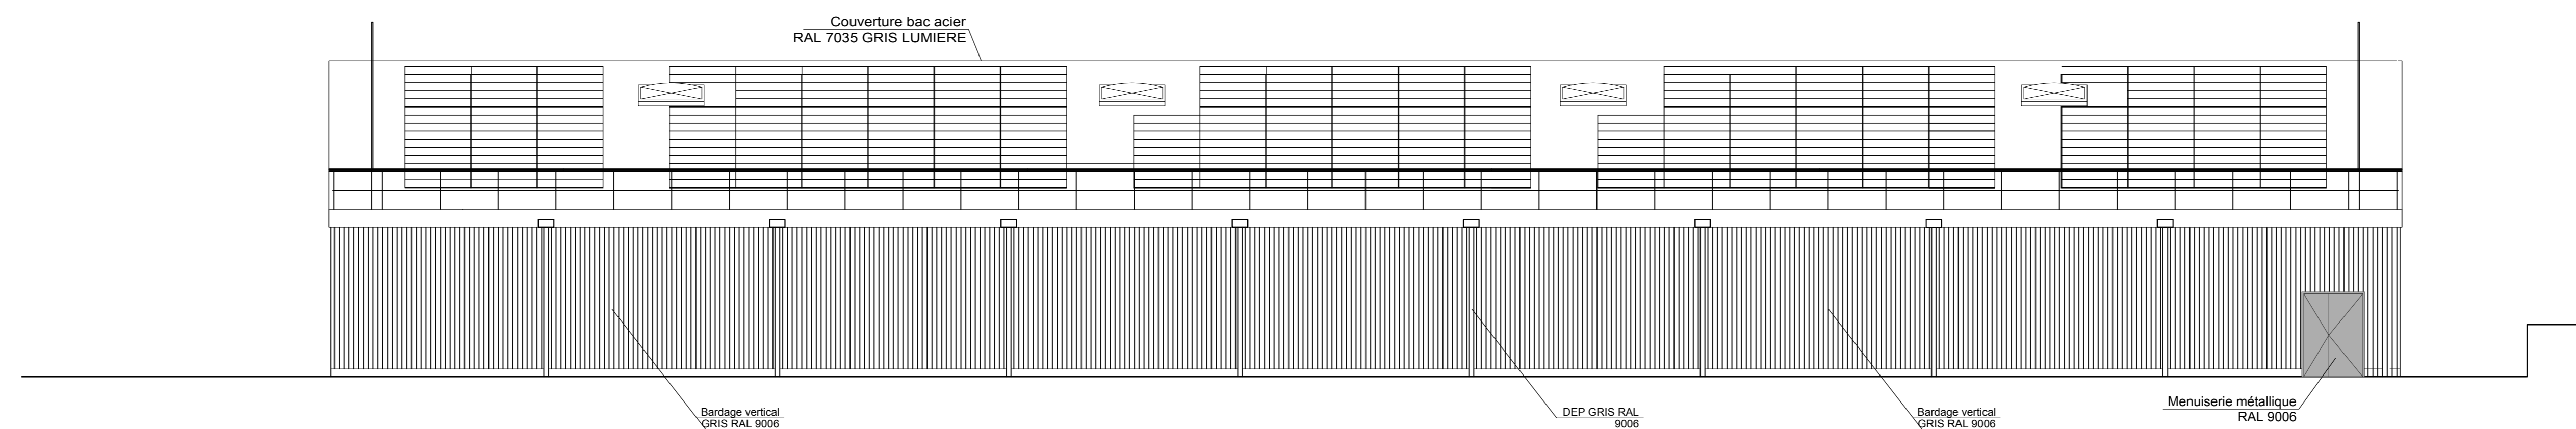 Couverture bac acier
RAL 7035 GRIS LUMIERE
Bardage vertical
GRIS RAL 9006
DEP GRIS RAL
9006
Bardage vertical
GRIS RAL 9006
Menuiserie métallique
RAL 9006